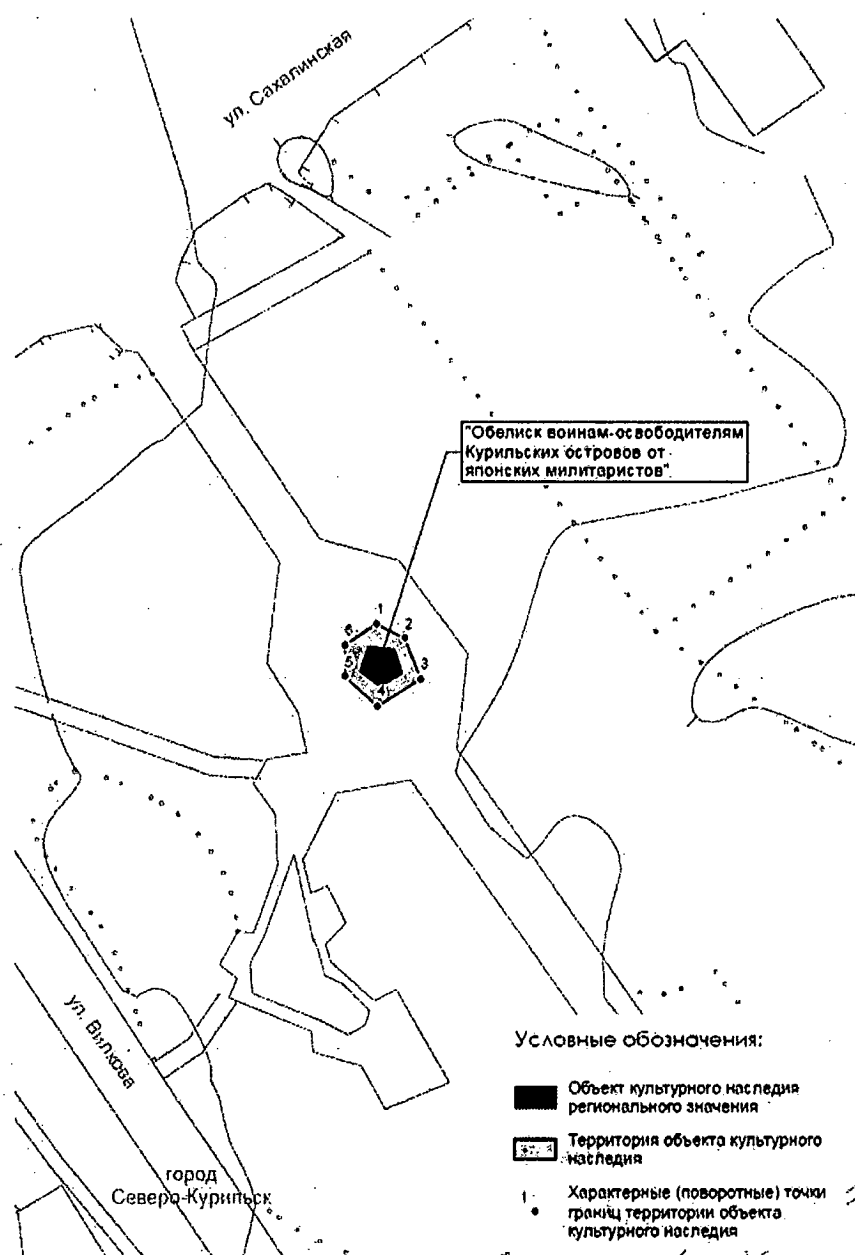 ул. Сахалинская
"Обелиск воинам-освободителям
Курильских островов от
японских милитаристов"
1
2
6
3
5
4
ул. Вилкова
город
Северо-Курильск
Условные обозначения:
Объект культурного наследия
регионального значения
Территория объекта культурного
наследия
1
Характерные (поворотные) точки
границ территории объекта
культурного наследия